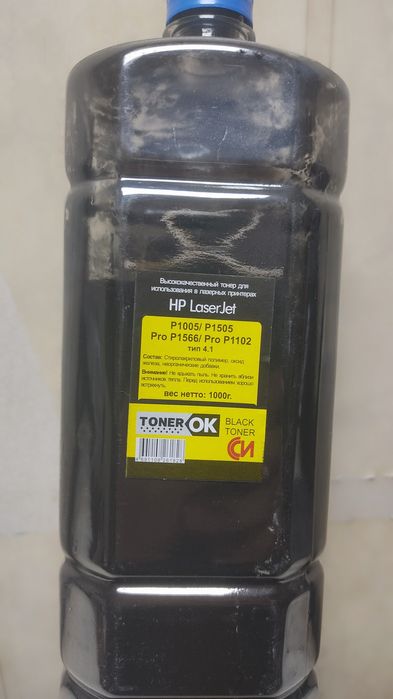 Высококачественный тонер для
использования в лазерных принтерах
HP LaserJet
P1005/ P1505
Pro P1566/ Pro P1102
тип 4.1
Состав: Стиролакриловый полимер, оксид
железа, неорганические добавки.
Внимание! Не вдыхать пыль. Не хранить вблизи
источников тепла. Перед использованием хорошо
встряхнуть.
вес нетто: 1000г.
TONER OK
BLACK
TONER
СИ